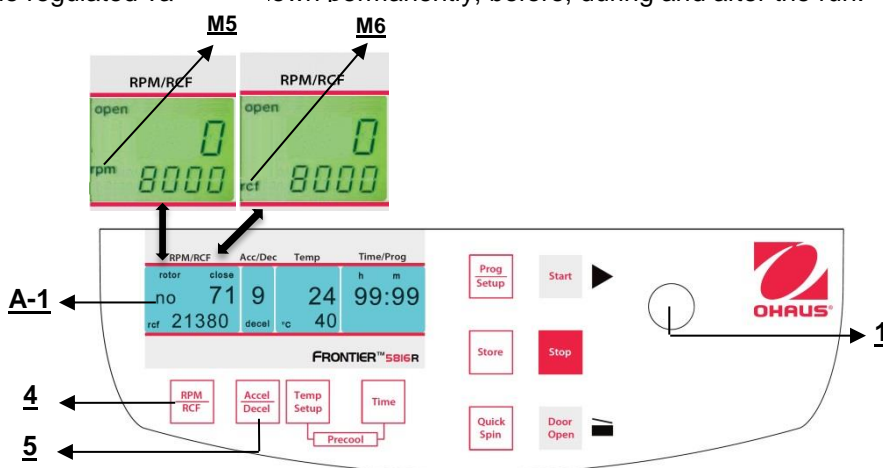 regulated
permanently, before, during and after the run.
M5
M6
RPM/RCF
RPM/RCF
open
0
rpm
8000
open
0
rcf
8000
RPM/RCF Acc/Dec Temp Time/Prog
rotor close h m
no 71 9 24 99:99
rcf 21380 decel °C 40
FRONTIER™5816R
A-1
4
5
1
RPM
RCF
Accel
Decel
Temp
Setup
Time
Precool
Prog
Setup
Start
Store
Stop
Quick
Spin
Door
Open
OHAUS®